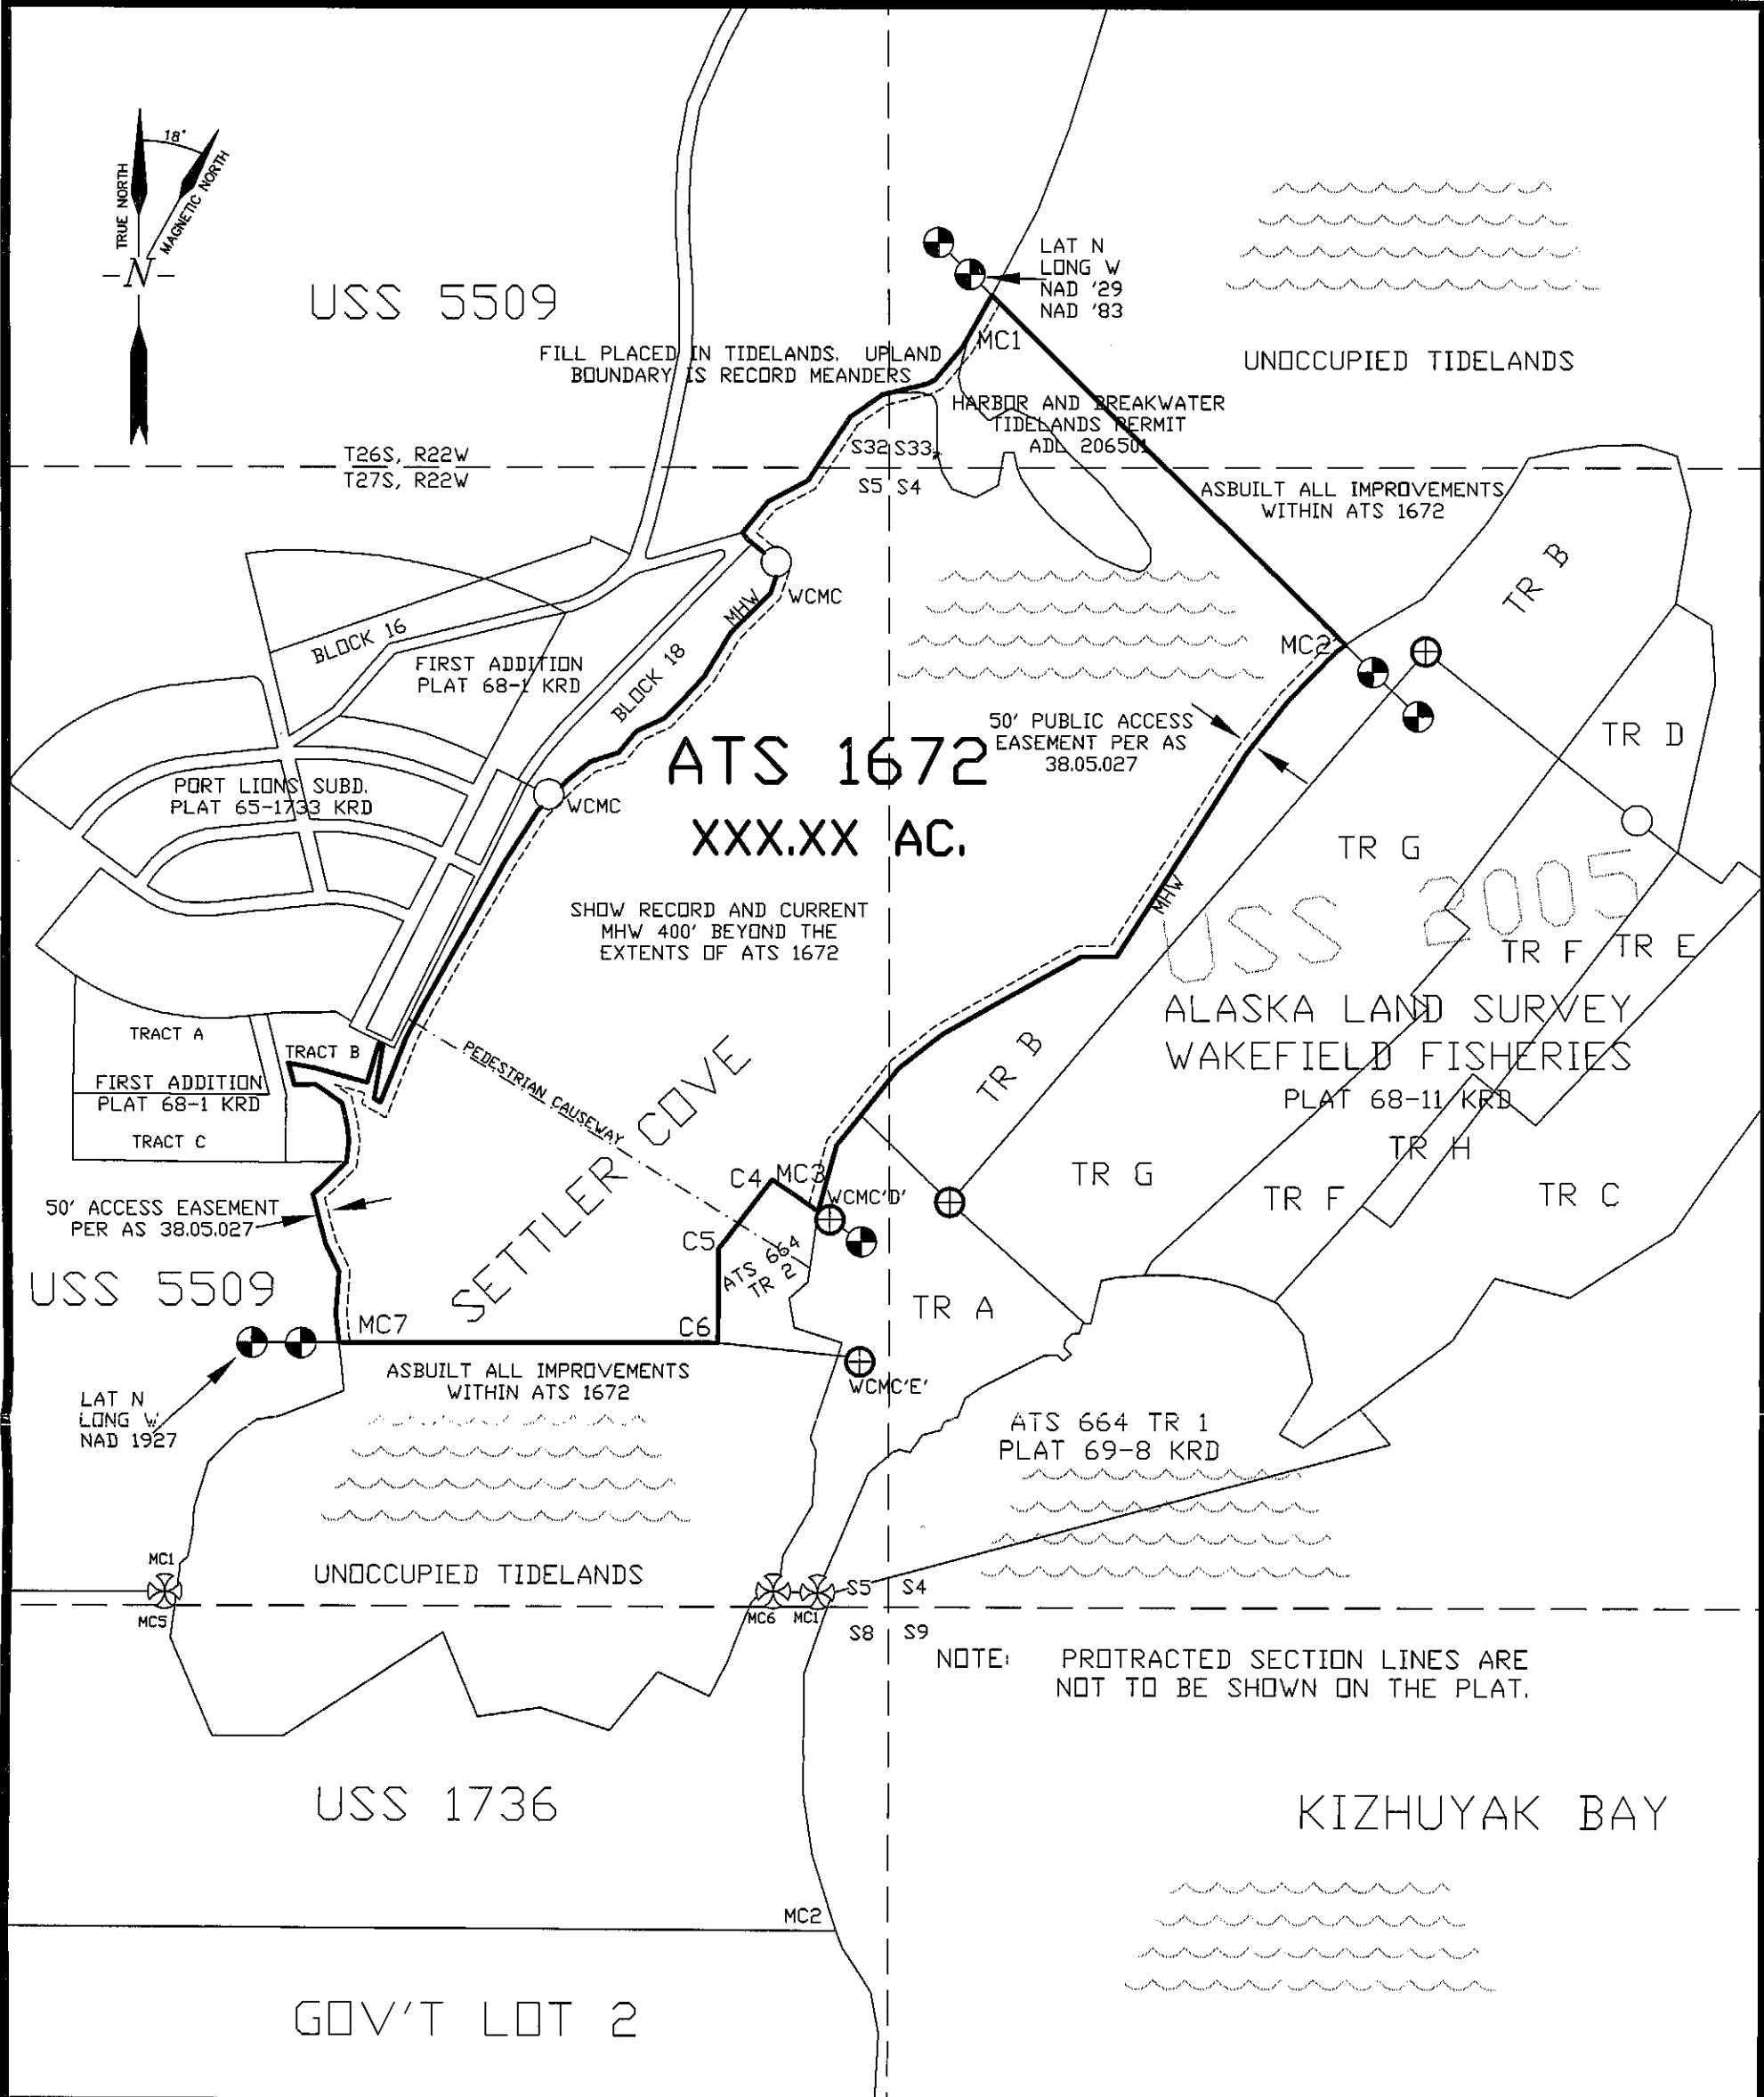 18°
TRUE NORTH
MAGNETIC NORTH
-N-
USS 5509
LAT N
LONG W
NAD '29
NAD '83
MC1
FILL PLACED IN TIDELANDS. UPLAND
BOUNDARY IS RECORD MEANDERS
UNOCCUPIED TIDELANDS
HARBOR AND BREAKWATER
TIDELANDS PERMIT
ADL 206501
T26S, R22W
T27S, R22W
S32 S33
S5 S4
ASBUILT ALL IMPROVEMENTS
WITHIN ATS 1672
TR B
WCMC
MHW
BLOCK 16
FIRST ADDITION
PLAT 68-1 KRD
BLOCK 18
MC2
50' PUBLIC ACCESS
EASEMENT PER AS
38.05.027
TR D
ATS 1672
XXX.XX AC.
PORT LIONS SUBD.
PLAT 65-1733 KRD
WCMC
TR G
MHW
USS 2005
TR F
TR E
SHOW RECORD AND CURRENT
MHW 400' BEYOND THE
EXTENTS OF ATS 1672
ALASKA LAND SURVEY
WAKEFIELD FISHERIES
PLAT 68-11 KRD
TRACT A
TRACT B
FIRST ADDITION
PLAT 68-1 KRD
TRACT C
PEDESTRIAN CAUSEWAY
SETTLER COVE
TR B
TR H
TR G
TR F
TR C
C4
MC3
WCMC'D'
50' ACCESS EASEMENT
PER AS 38.05.027
C5
ATS 664
TR 2
USS 5509
TR A
MC7
C6
ASBUILT ALL IMPROVEMENTS
WITHIN ATS 1672
WCMC'E'
LAT N
LONG W
NAD 1927
ATS 664 TR 1
PLAT 69-8 KRD
MC1
UNOCCUPIED TIDELANDS
S5 S4
MC5
MC6
MC1
S8 S9
NOTE: PROTRACTED SECTION LINES ARE
NOT TO BE SHOWN ON THE PLAT.
USS 1736
KIZHUYAK BAY
MC2
GOV'T LOT 2